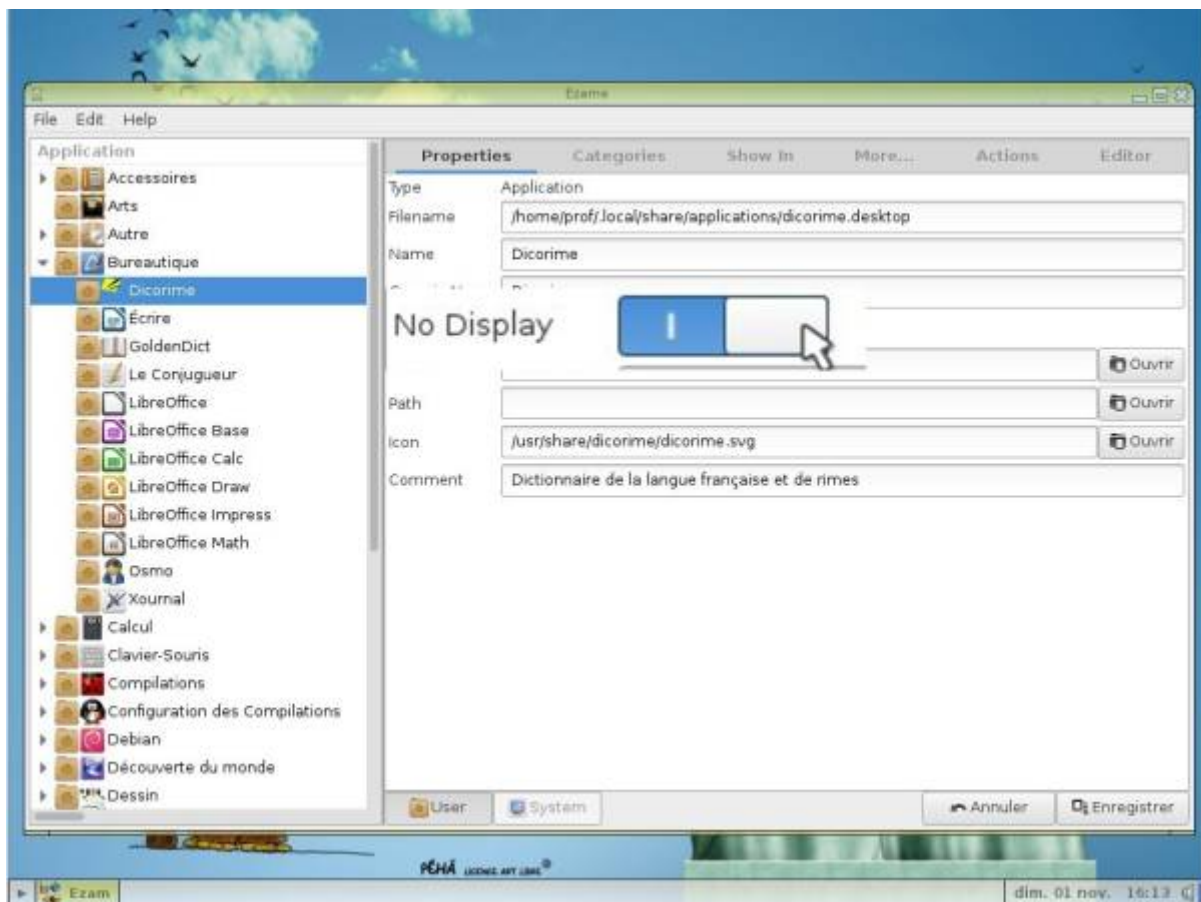 Ezame
File Edit Help
Application
Accessoires
Arts
Autre
Bureautique
Dicorime
Écrire
GoldenDict
Le Conjugueur
LibreOffice
LibreOffice Base
LibreOffice Calc
LibreOffice Draw
LibreOffice Impress
LibreOffice Math
Osmo
Xournal
Calcul
Clavier-Souris
Compilations
Configuration des Compilations
Debian
Découverte du monde
Dessin
Properties Categories Show In More... Actions Editor
Type Application
Filename /home/prof/.local/share/applications/dicorime.desktop
Name Dicorime
No Display
Ouvrir
Path Ouvrir
Icon /usr/share/dicorime/dicorime.svg Ouvrir
Comment Dictionnaire de la langue française et de rimes
User System Annuler Enregistrer
PÉHÄ LICENCE ART LIBRE
Ezam dim. 01 nov. 16:13